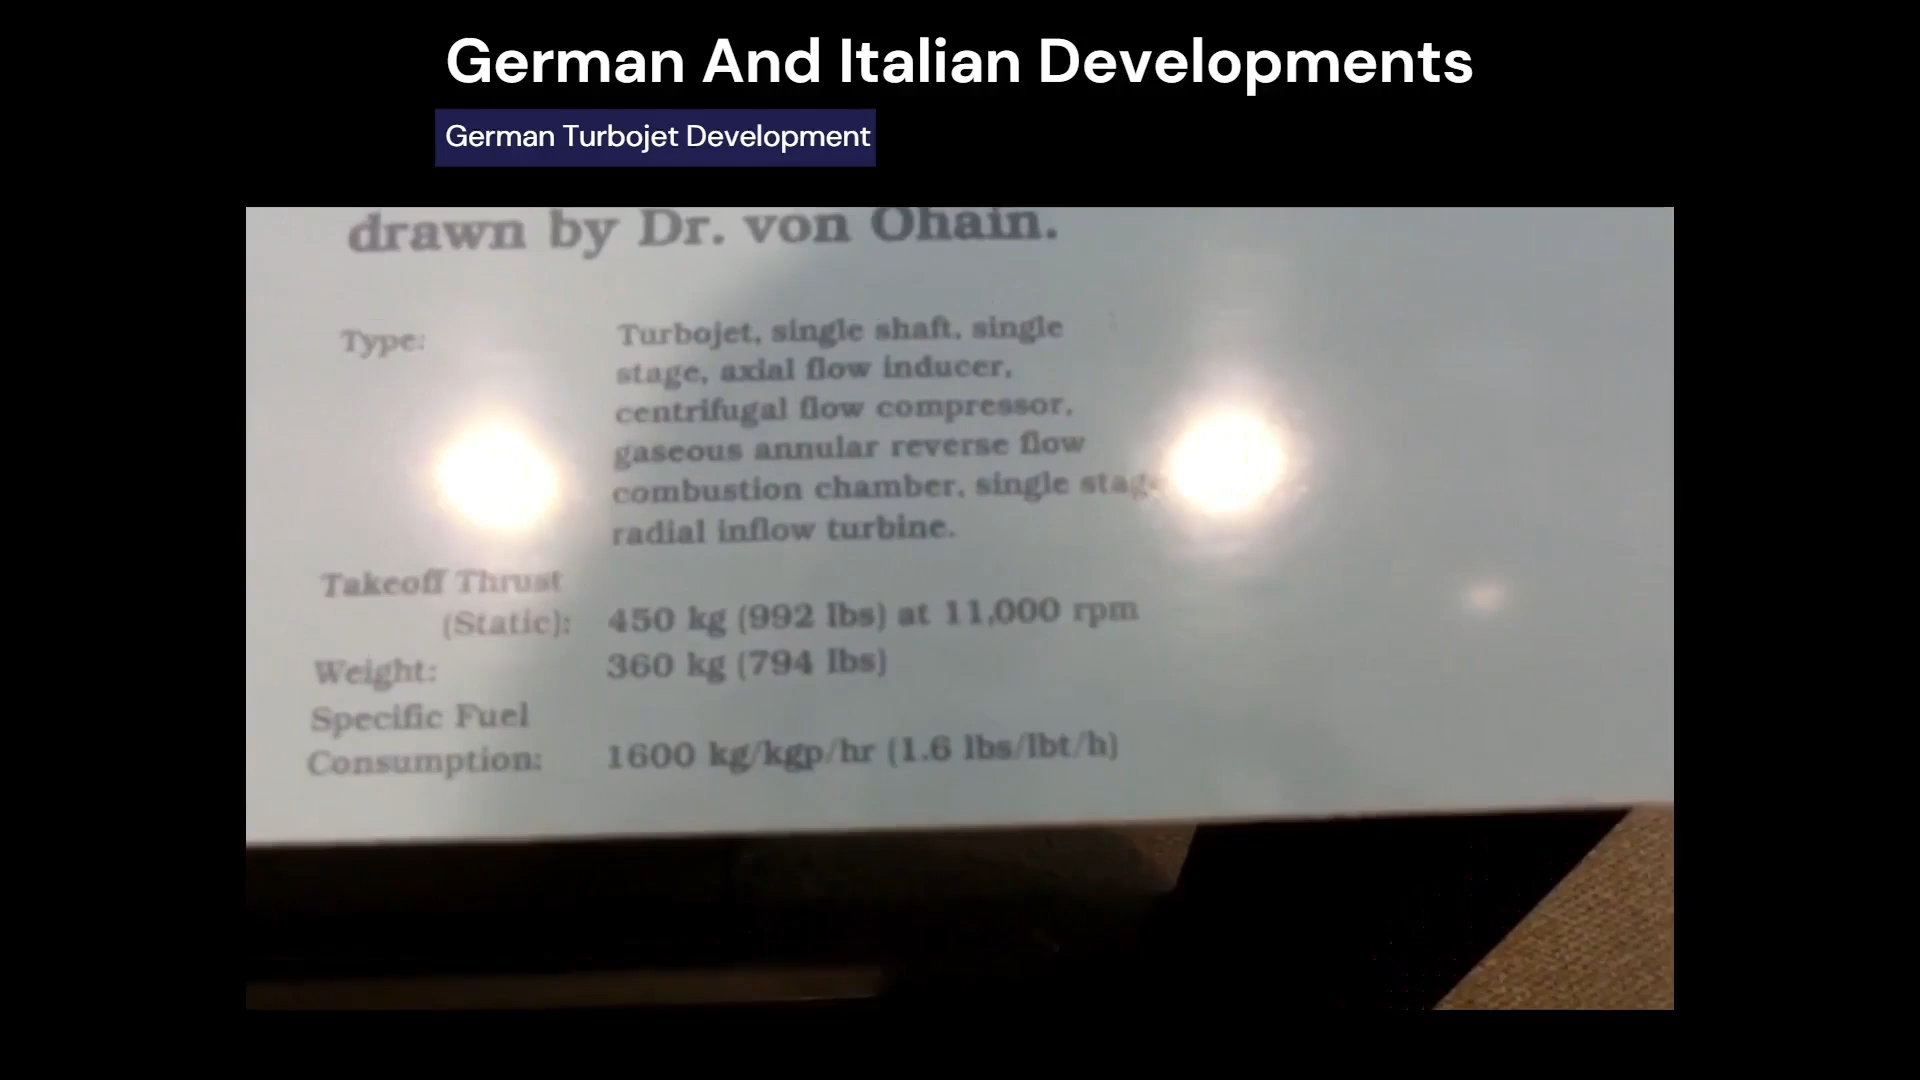 German And Italian Developments
German Turbojet Development
drawn by Dr. von Ohain.
Type: Turbojet, single shaft, single
stage, axial flow inducer,
centrifugal flow compressor,
gaseous annular reverse flow
combustion chamber, single stage
radial inflow turbine.
Takeoff Thrust
(Static): 450 kg (992 lbs) at 11,000 rpm
Weight: 360 kg (794 lbs)
Specific Fuel
Consumption: 1600 kg/kgp/hr (1.6 lbs/lbt/h)